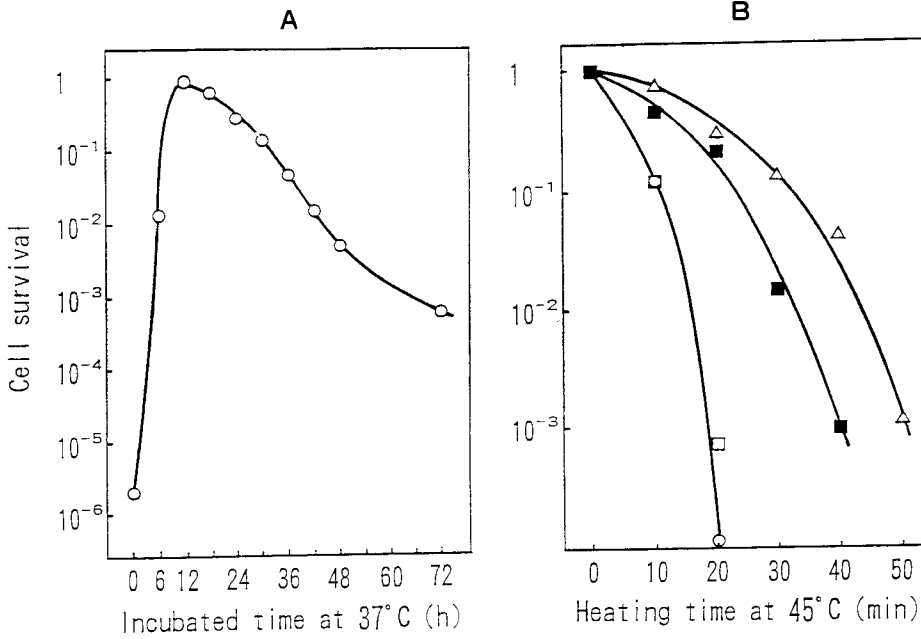 A
B
Cell survival
1
10⁻¹
10⁻²
10⁻³
10⁻⁴
10⁻⁵
10⁻⁶
0 6 12 24 36 48 72
Incubated time at 37°C (h)
1
10⁻¹
10⁻²
10⁻³
0 10 20 30 40 50
Heating time at 45°C (min)